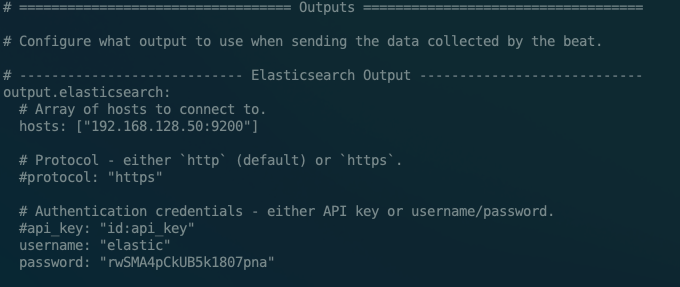 # ================================== Outputs ===================================
# Configure what output to use when sending the data collected by the beat.
# ---------------------------- Elasticsearch Output ----------------------------
output.elasticsearch:
  # Array of hosts to connect to.
  hosts: ["192.168.128.50:9200"]
  # Protocol - either `http` (default) or `https`.
  #protocol: "https"
  # Authentication credentials - either API key or username/password.
  #api_key: "id:api_key"
  username: "elastic"
  password: "rwSMA4pCkUB5k1807pna"